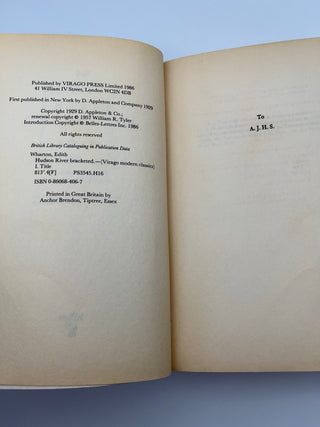 Published by VIRAGO PRESS Limited 1986
41 William IV Street, London WC2N 4DB
First published in New York by D. Appleton and Company 1929
Copyright 1929 D. Appleton & Co.;
renewal copyright © 1957 William R. Tyler
Introduction Copyright © Belles-Letters Inc. 1986
All rights reserved
British Library Cataloguing in Publication Data
Wharton, Edith
Hudson River bracketed.—(Virago modern classics)
I. Title
813'.4[F] PS3545.H16
ISBN 0-86068-406-7
Printed in Great Britain by
Anchor Brendon, Tiptree, Essex
To
A. J. H. S.